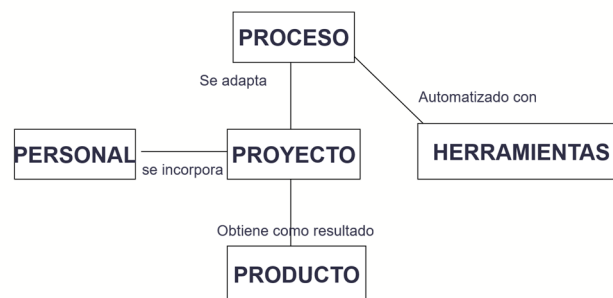 PROCESO
Se adapta
Automatizado con
PERSONAL
se incorpora
PROYECTO
HERRAMIENTAS
Obtiene como resultado
PRODUCTO